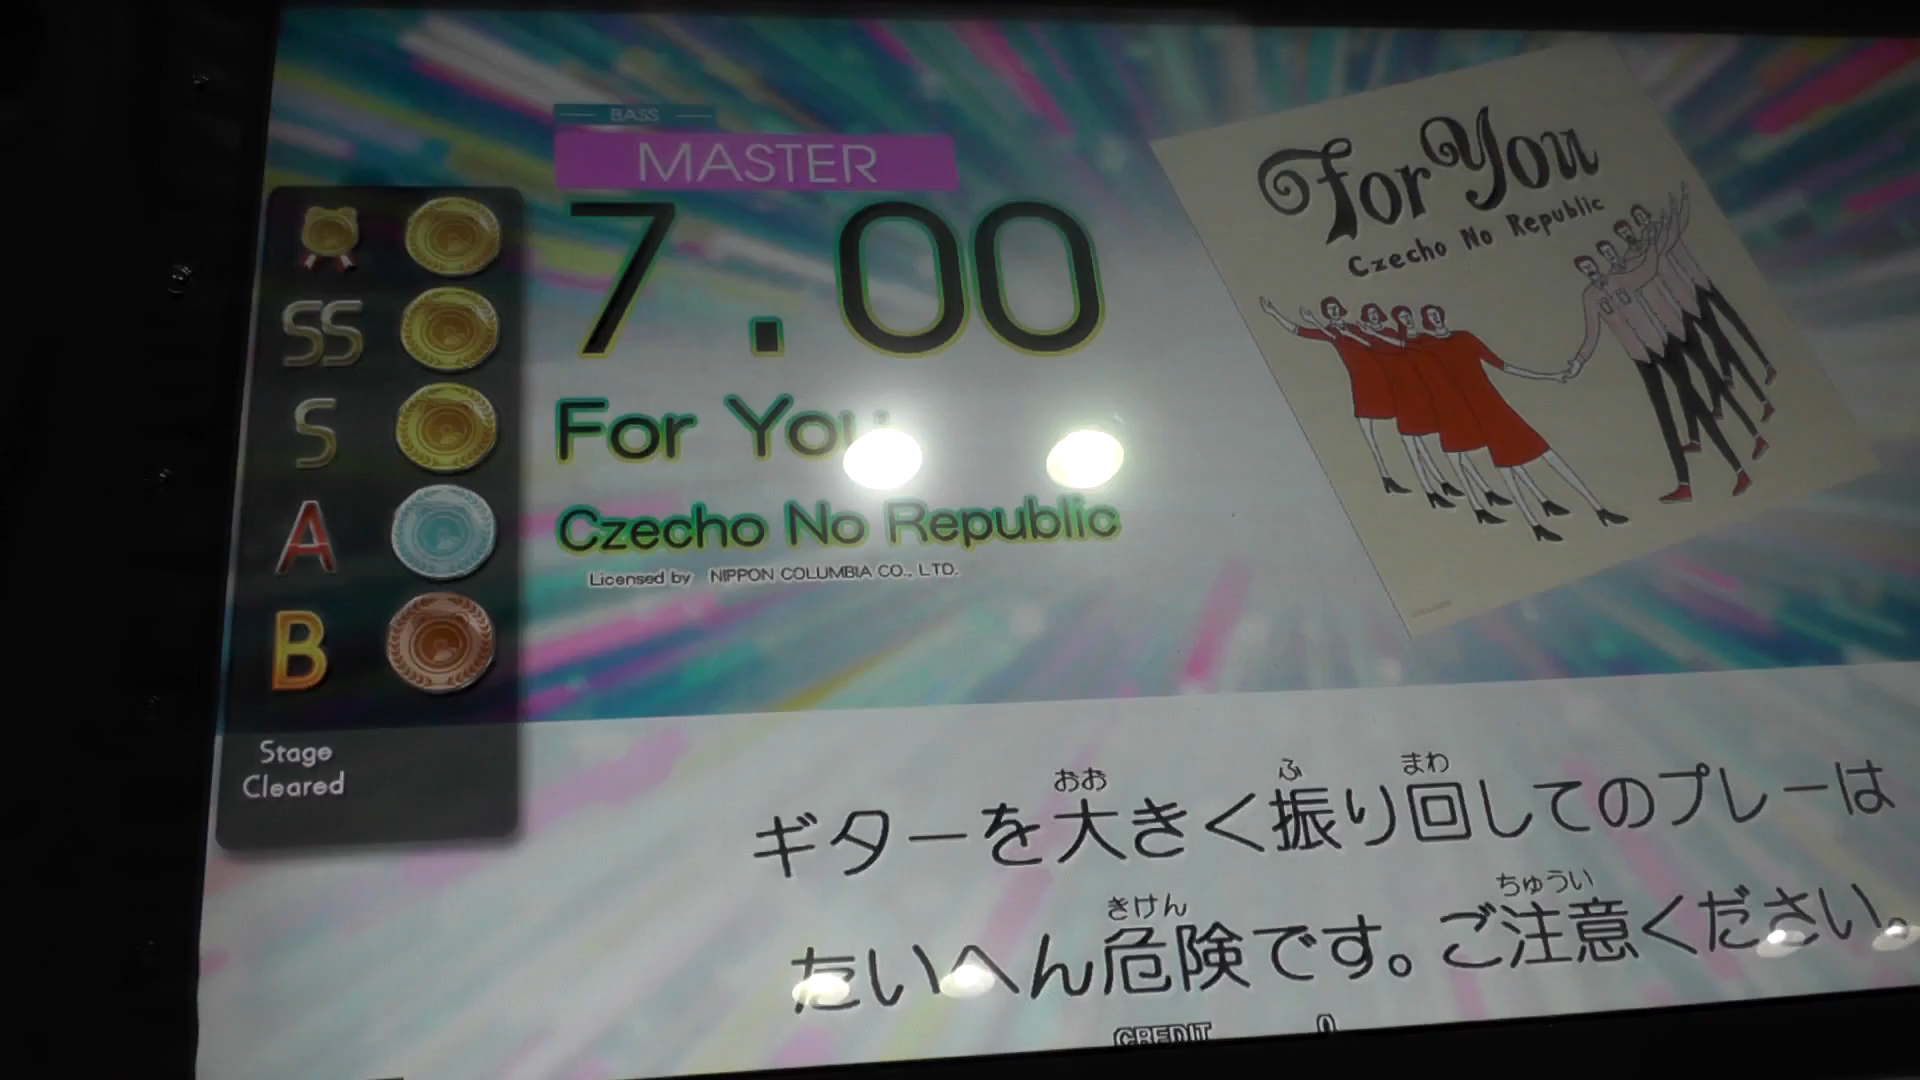 BASS
MASTER
7.00
For You
Czecho No Republic
Licensed by NIPPON COLUMBIA CO., LTD.
SS
S
A
B
Stage
Cleared
For You
Czecho No Republic
おお ふ まわ
ギターを大きく振り回してのプレーは
きけん ちゅうい
たいへん危険です。ご注意ください。
CREDIT 0